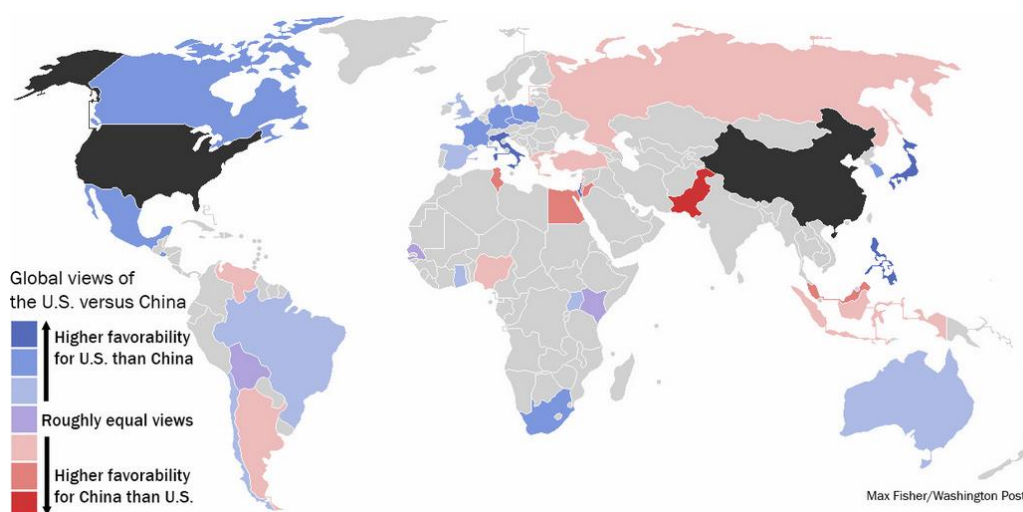 Global views of
the U.S. versus China
Higher favorability
for U.S. than China
Roughly equal views
Higher favorability
for China than U.S.
Max Fisher/Washington Post